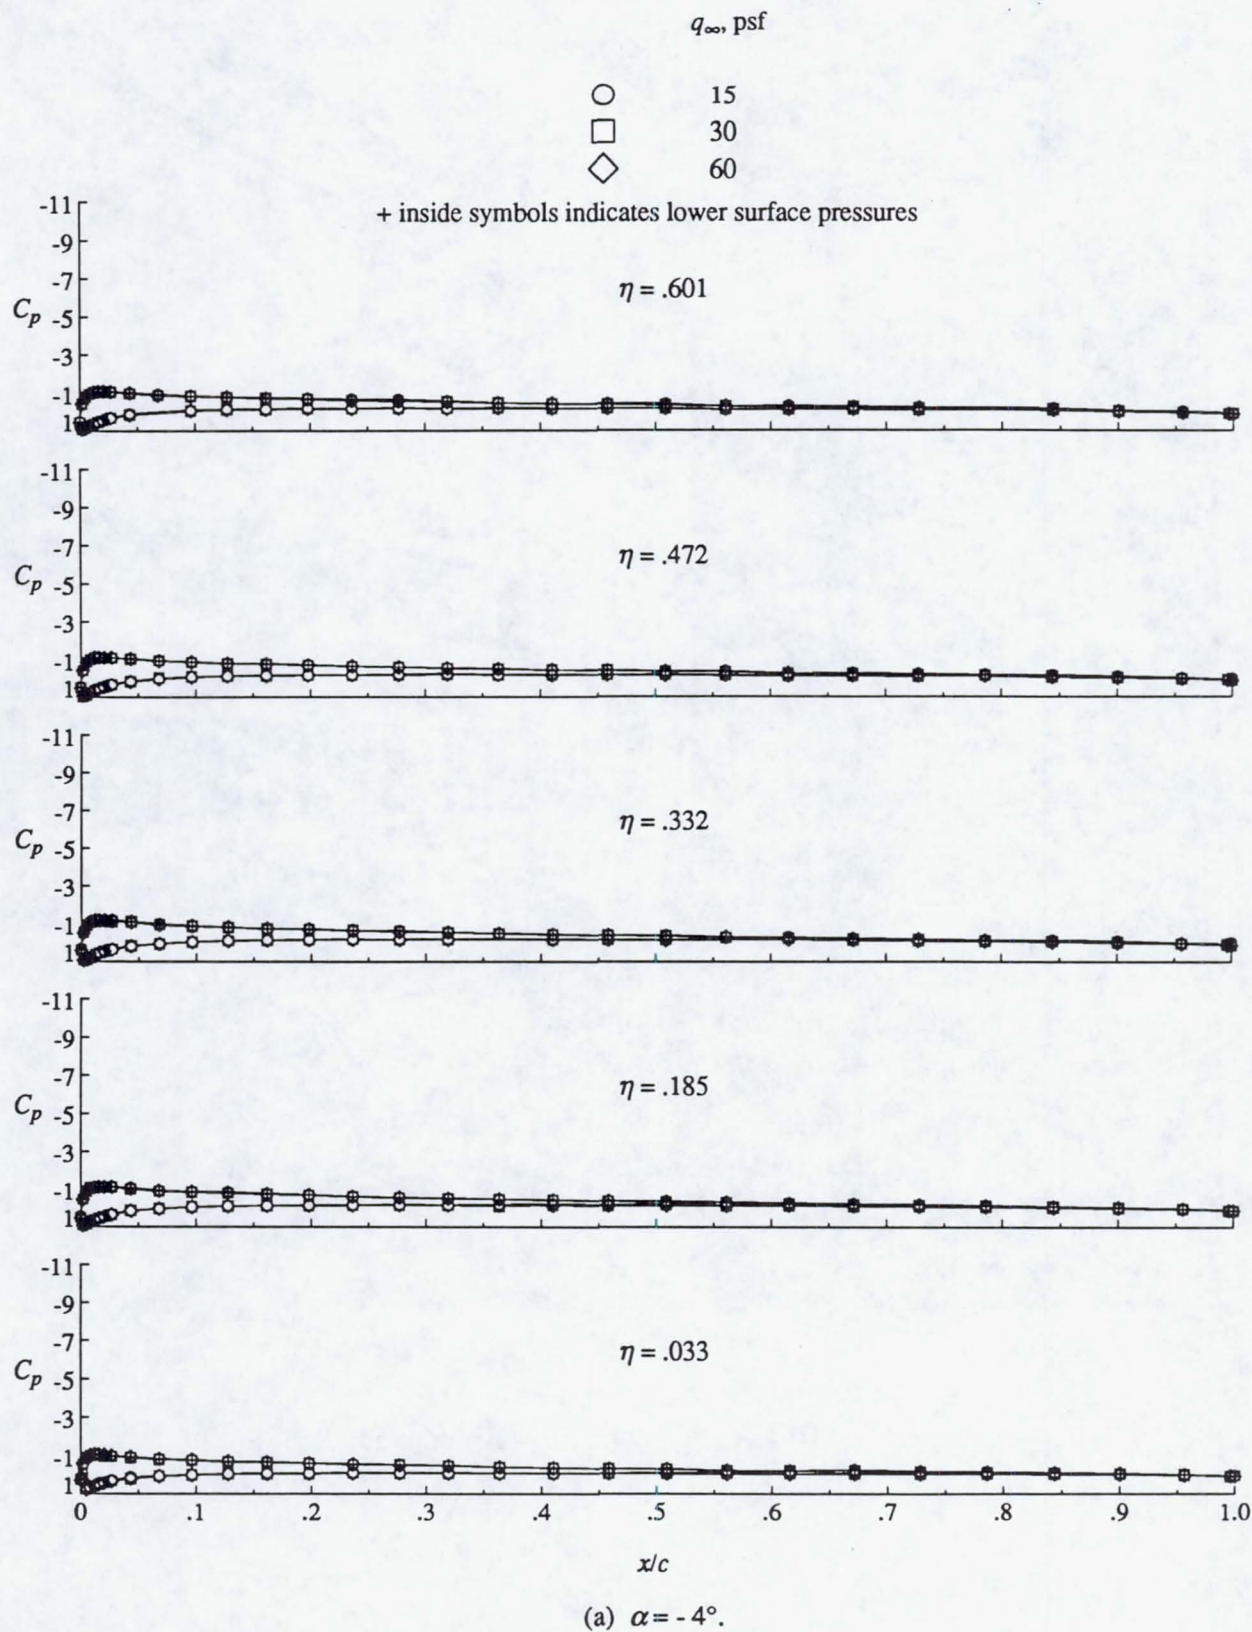 q∞, psf
15
30
60
+ inside symbols indicates lower surface pressures
-11
-9
-7
-5
-3
-1
1
Cp
η = .601
-11
-9
-7
-5
-3
-1
1
Cp
η = .472
-11
-9
-7
-5
-3
-1
1
Cp
η = .332
-11
-9
-7
-5
-3
-1
1
Cp
η = .185
-11
-9
-7
-5
-3
-1
1
Cp
η = .033
0 .1 .2 .3 .4 .5 .6 .7 .8 .9 1.0
x/c
(a) α = - 4°.